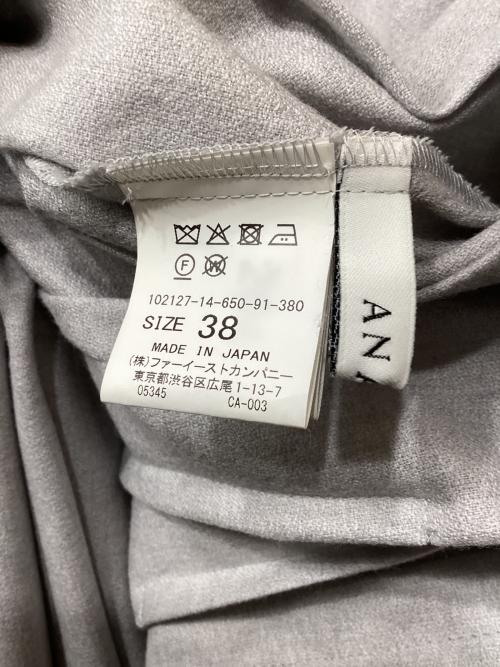 102127-14-650-91-380
SIZE 38
MADE IN JAPAN
(株)ファーイーストカンパニー
東京都渋谷区広尾1-13-7
05345 CA-003